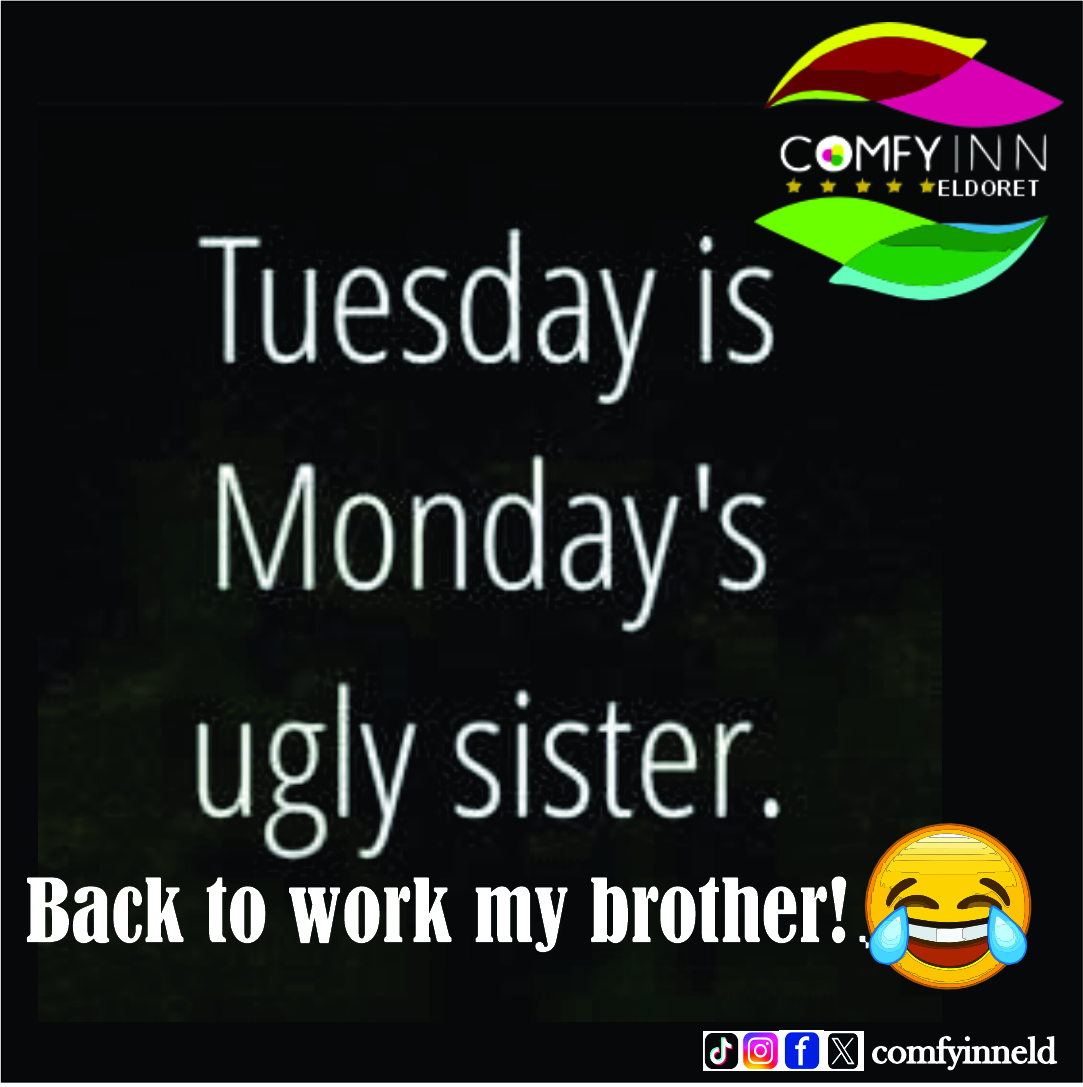 COMFY INN
ELDORET
Tuesday is
Monday's
ugly sister.
Back to work my brother!
comfyinneld